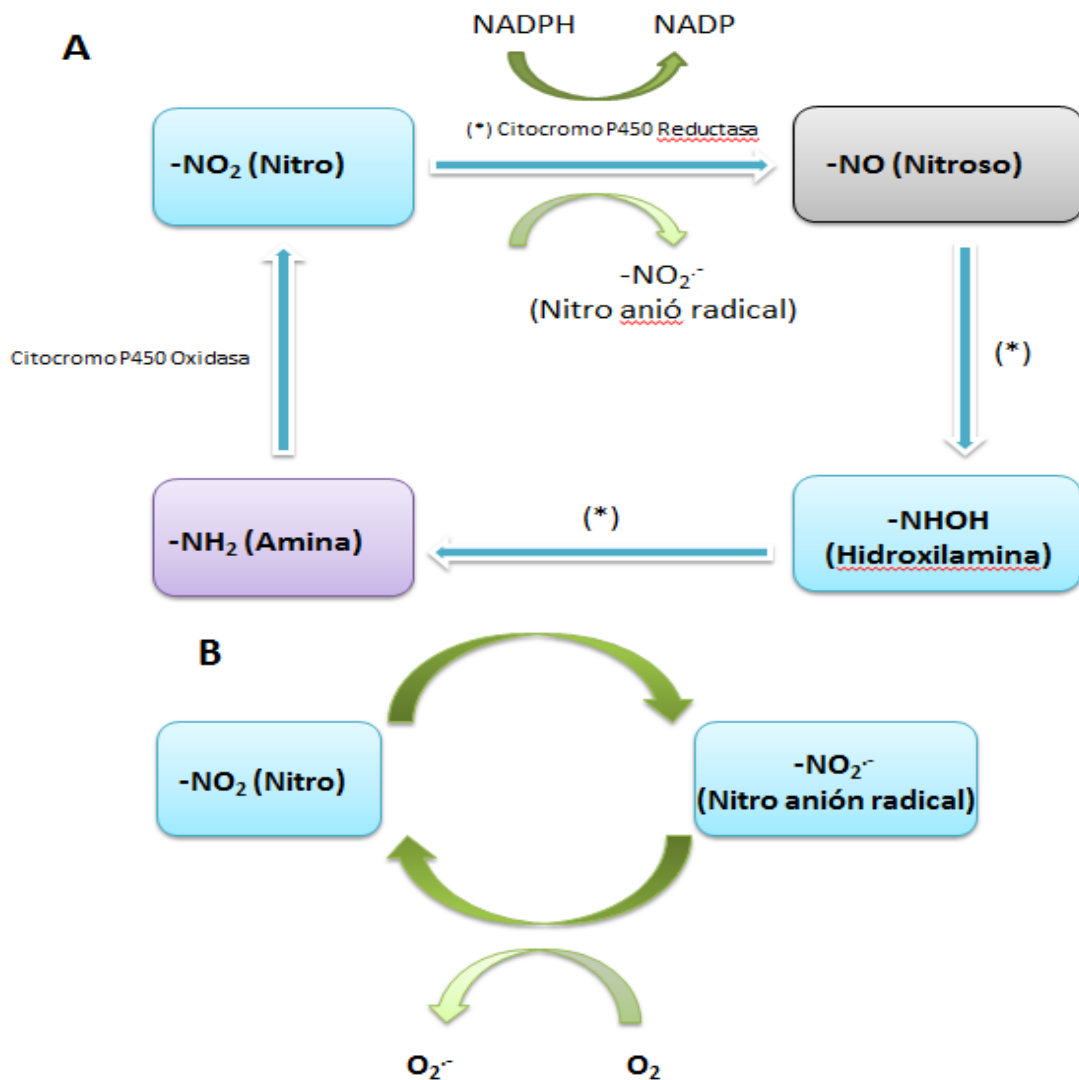 A
NADPH NADP
(*) Citocromo P450 Reductasa
-NO₂ (Nitro)
-NO (Nitroso)
-NO₂·⁻
(Nitro anió radical)
Citocromo P450 Oxidasa
(*)
-NH₂ (Amina)
(*)
-NHOH
(Hidroxilamina)
B
-NO₂ (Nitro)
-NO₂·⁻
(Nitro anión radical)
O₂·⁻ O₂